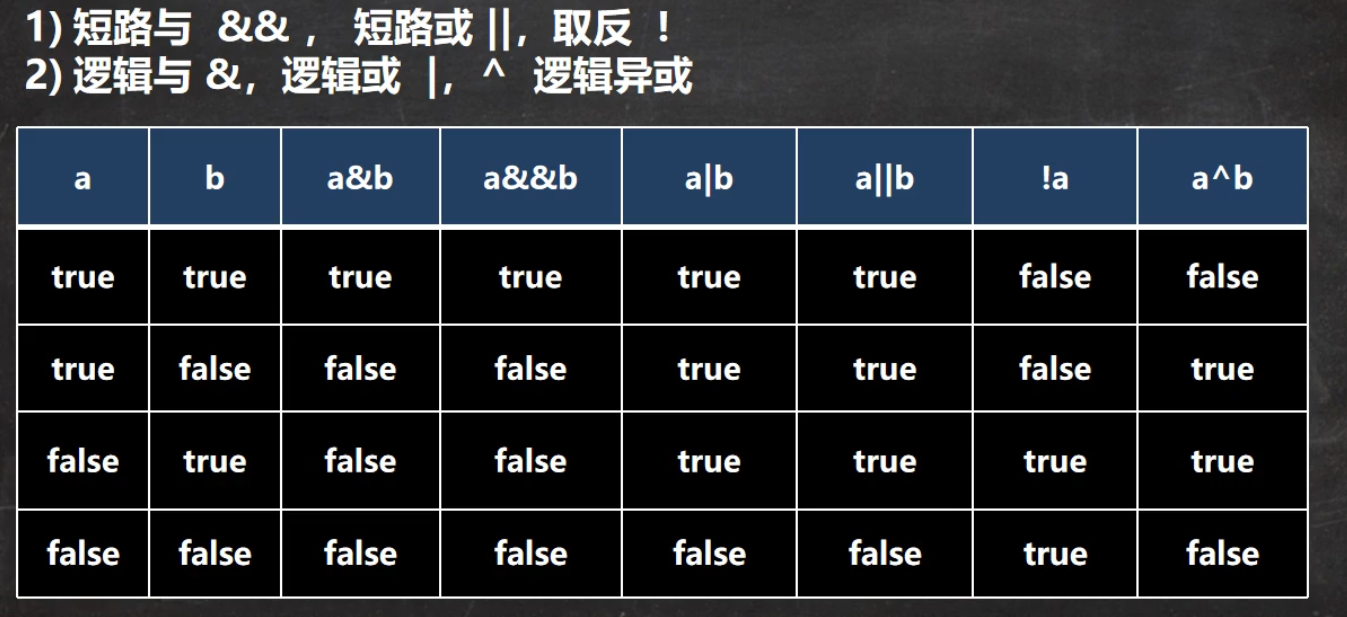 1) 短路与 && ， 短路或 ||，取反 ！
2) 逻辑与 &，逻辑或 |，^ 逻辑异或
a b a&b a&&b a|b a||b !a a^b
true true true true true true false false
true false false false true true false true
false true false false true true true true
false false false false false false true false